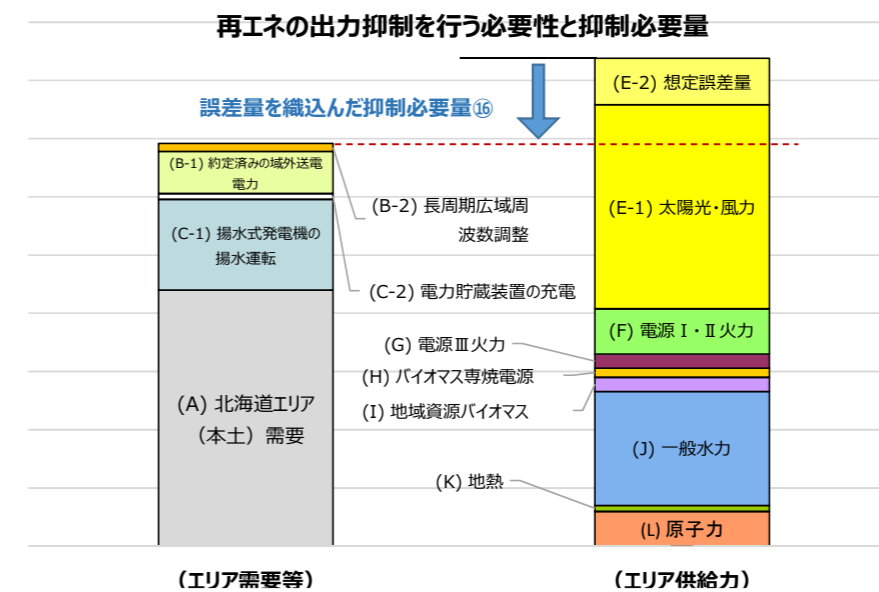 再エネの出力抑制を行う必要性と抑制必要量
誤差量を織込んだ抑制必要量⑯
(B-1) 約定済みの域外送電
電力
(C-1) 揚水式発電機の
揚水運転
(A) 北海道エリア
（本土）需要
(B-2) 長周期広域周
波数調整
(C-2) 電力貯蔵装置の充電
(G) 電源Ⅲ火力
(H) バイオマス専焼電源
(I) 地域資源バイオマス
(K) 地熱
(E-2) 想定誤差量
(E-1) 太陽光・風力
(F) 電源Ⅰ・Ⅱ火力
(J) 一般水力
(L) 原子力
（エリア需要等）
（エリア供給力）